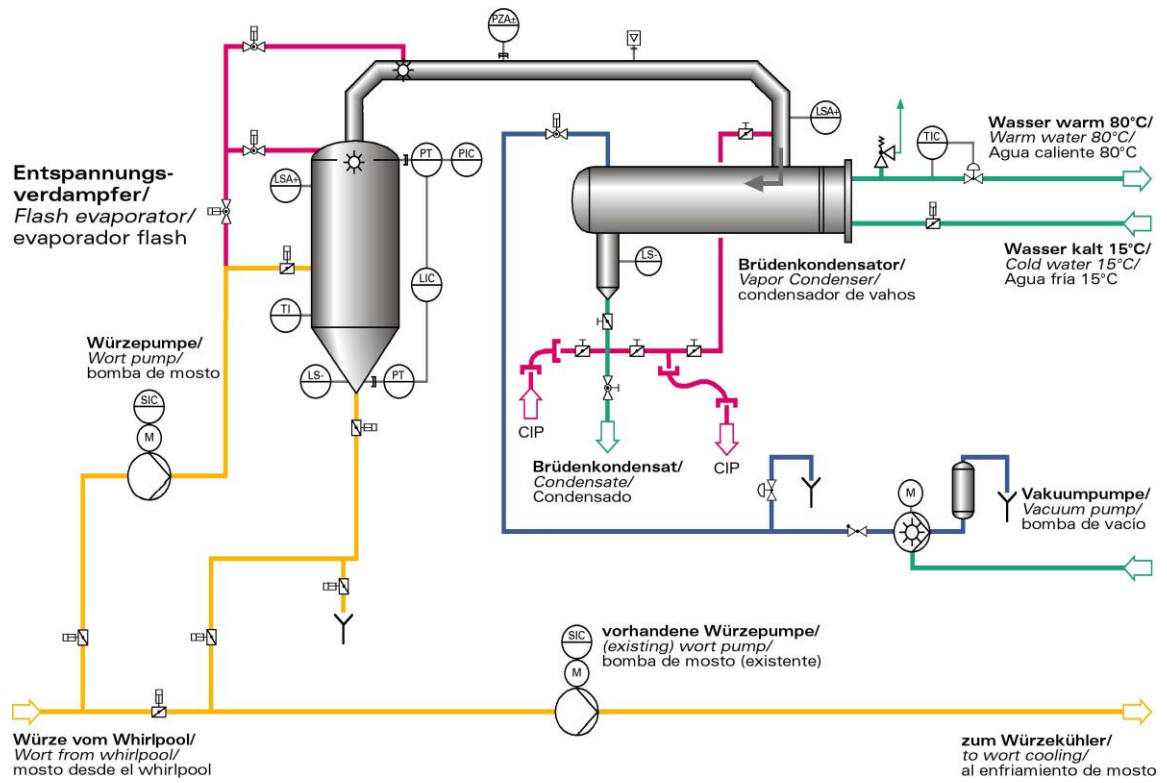 PZA±
LSA+
Wasser warm 80°C/
Warm water 80°C/
Agua caliente 80°C
TIC
PT
PIC
Entspannungs-
verdampfer/
Flash evaporator/
evaporador flash
LSA+
Wasser kalt 15°C/
Cold water 15°C/
Agua fría 15°C
LS-
Brüdenkondensator/
Vapor Condenser/
condensador de vahos
LIC
TI
Würzepumpe/
Wort pump/
bomba de mosto
LS-
PT
SIC
M
CIP
CIP
Brüdenkondensat/
Condensate/
Condensado
M
Vakuumpumpe/
Vacuum pump/
bomba de vacío
SIC
M
vorhandene Würzepumpe/
(existing) wort pump/
bomba de mosto (existente)
Würze vom Whirlpool/
Wort from whirlpool/
mosto desde el whirlpool
zum Würzekühler/
to wort cooling/
al enfriamiento de mosto